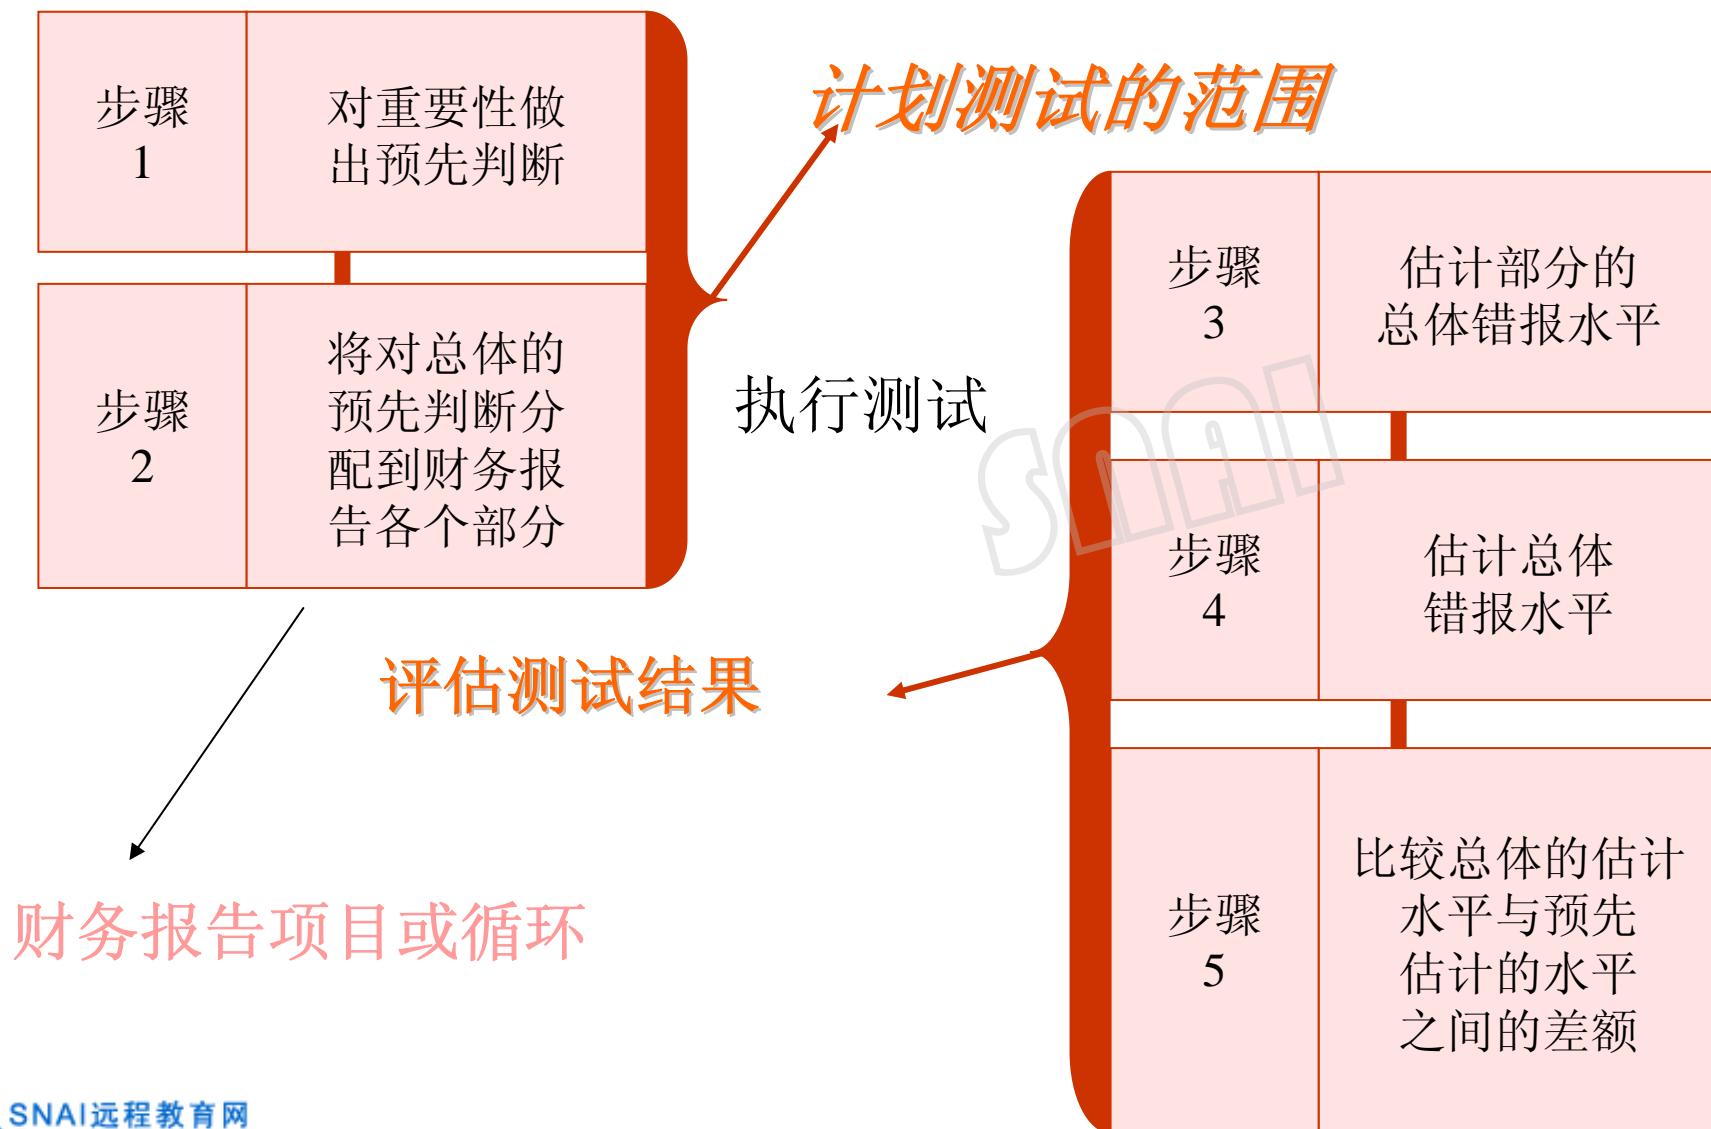 步骤
1
对重要性做
出预先判断
步骤
2
将对总体的
预先判断分
配到财务报
告各个部分
计划测试的范围
执行测试
步骤
3
估计部分的
总体错报水平
步骤
4
估计总体
错报水平
步骤
5
比较总体的估计
水平与预先
估计的水平
之间的差额
评估测试结果
财务报告项目或循环
SNAI
SNAI远程教育网